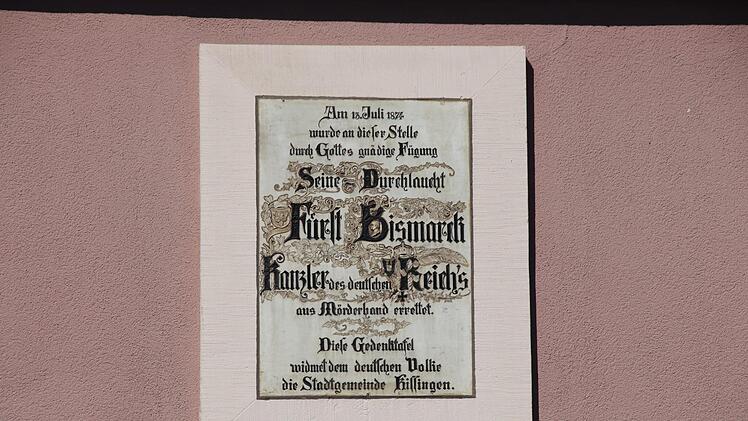 Am 13. Juli 1874
wurde an dieser Stelle
durch Gottes gnädige Fügung
Seine Durchlaucht
Fürst Bismarck
Kanzler des deutschen Reich's
aus Mörderhand errettet.
Diese Gedenktafel
widmet dem deutschen Volke
die Stadtgemeinde Kissingen.